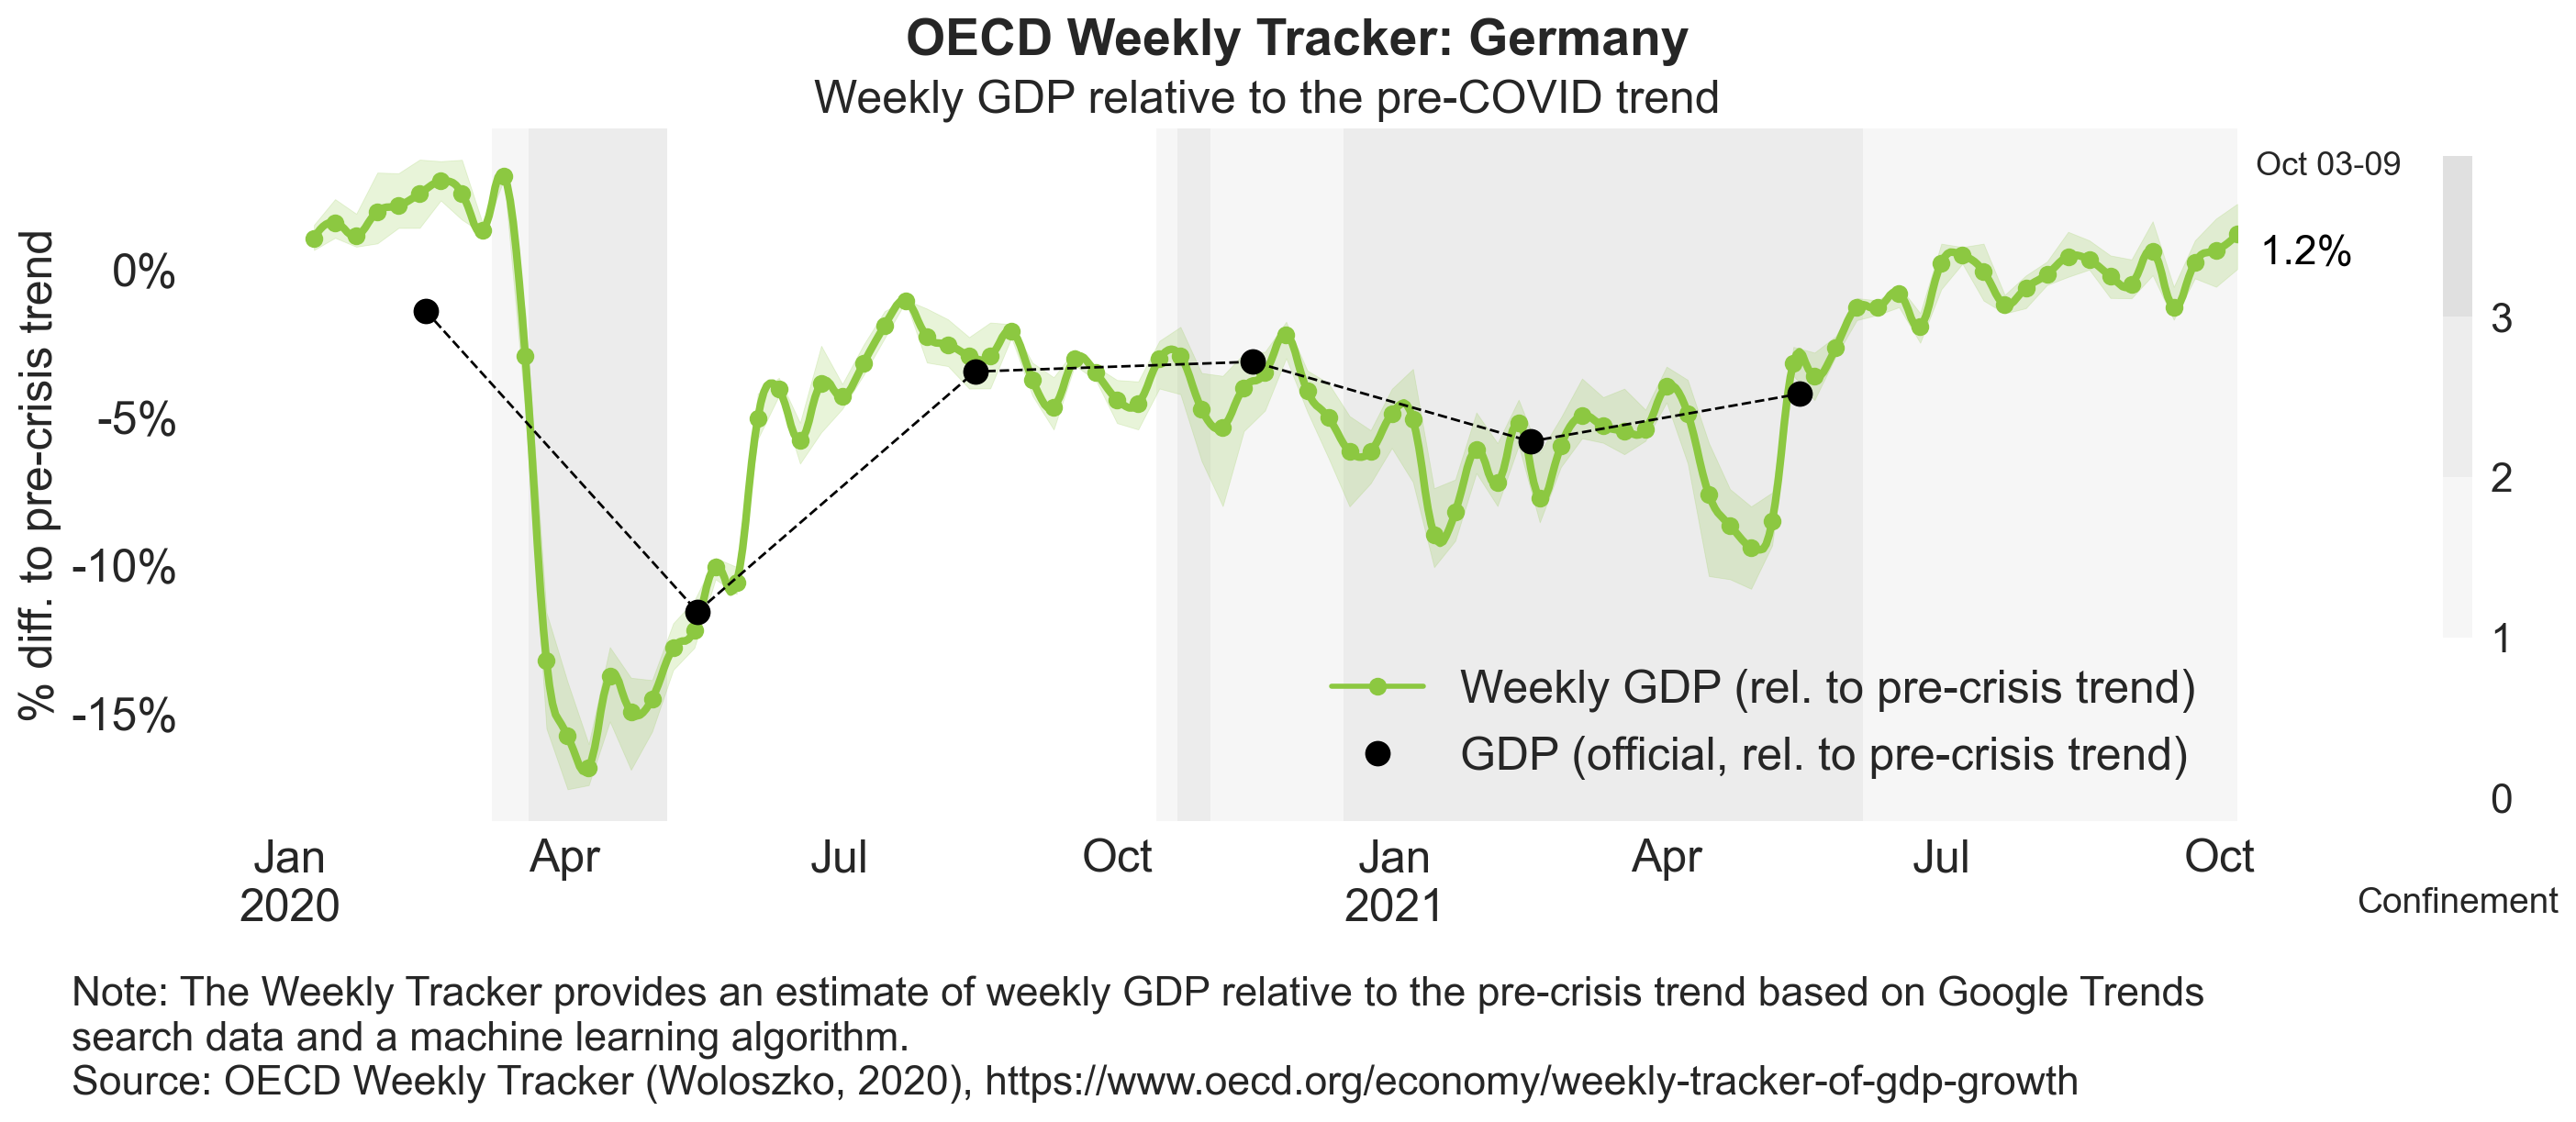 OECD Weekly Tracker: Germany
Weekly GDP relative to the pre-COVID trend
% diff. to pre-crisis trend
0%
-5%
-10%
-15%
Oct 03-09
1.2%
3
2
1
0
Confinement
Weekly GDP (rel. to pre-crisis trend)
GDP (official, rel. to pre-crisis trend)
Jan Apr Jul Oct Jan Apr Jul Oct
2020 2021
Note: The Weekly Tracker provides an estimate of weekly GDP relative to the pre-crisis trend based on Google Trends
search data and a machine learning algorithm.
Source: OECD Weekly Tracker (Woloszko, 2020), https://www.oecd.org/economy/weekly-tracker-of-gdp-growth